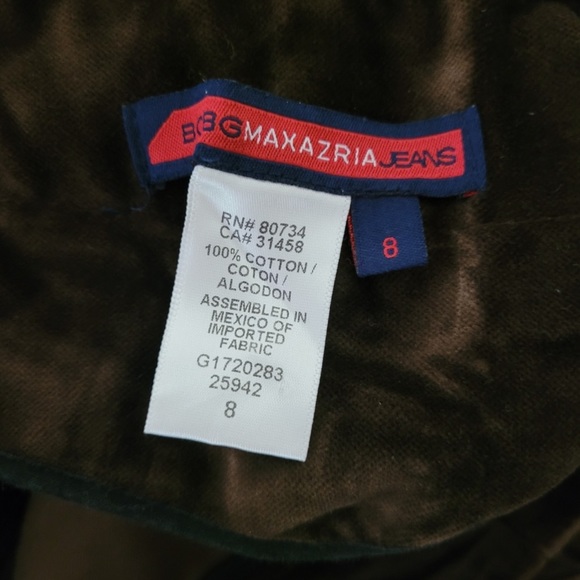 BCBGMAXAZRIAJEANS
8
RN# 80734
CA# 31458
100% COTTON /
COTON /
ALGODON
ASSEMBLED IN
MEXICO OF
IMPORTED
FABRIC
G1720283
25942
8